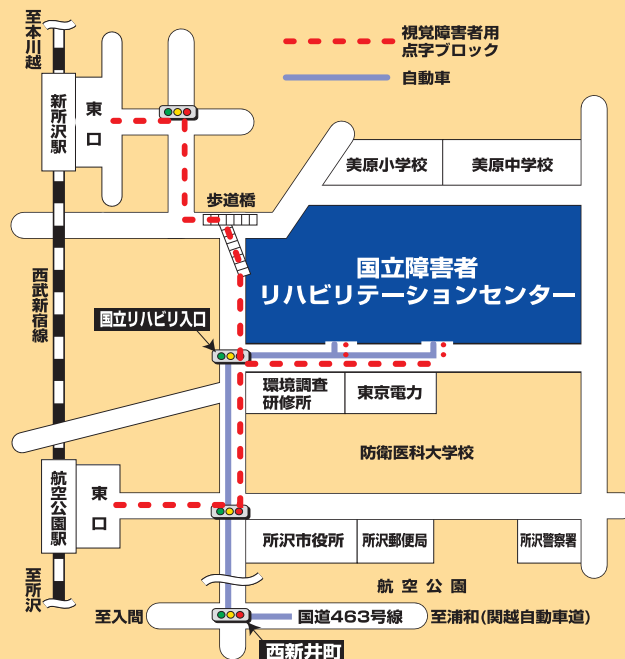 至本川越
視覚障害者用
点字ブロック
自動車
新所沢駅
東口
美原小学校
美原中学校
歩道橋
国立障害者
リハビリテーションセンター
西武新宿線
国立リハビリ入口
環境調査
研修所
東京電力
防衛医科大学校
航空公園駅
東口
所沢市役所
所沢郵便局
所沢警察署
至所沢
航空公園
至入間
国道463号線
至浦和(関越自動車道)
西新井町